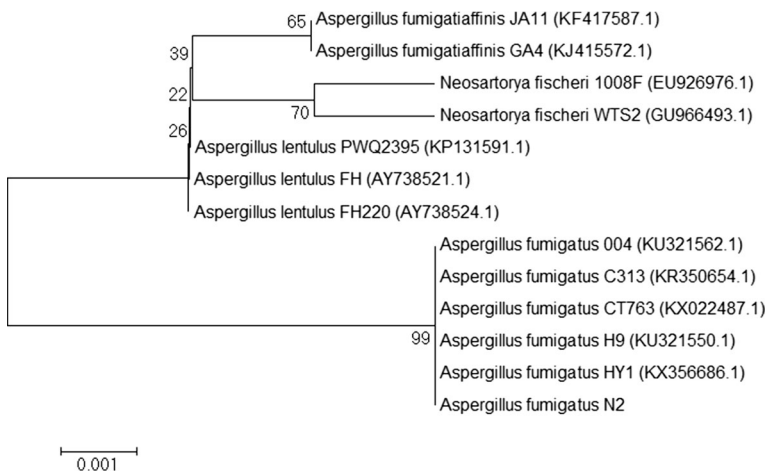 65
Aspergillus fumigatiaffinis JA11 (KF417587.1)
39
Aspergillus fumigatiaffinis GA4 (KJ415572.1)
Neosartorya fischeri 1008F (EU926976.1)
22
70
Neosartorya fischeri WTS2 (GU966493.1)
26
Aspergillus lentulus PWQ2395 (KP131591.1)
Aspergillus lentulus FH (AY738521.1)
Aspergillus lentulus FH220 (AY738524.1)
Aspergillus fumigatus 004 (KU321562.1)
Aspergillus fumigatus C313 (KR350654.1)
Aspergillus fumigatus CT763 (KX022487.1)
99
Aspergillus fumigatus H9 (KU321550.1)
Aspergillus fumigatus HY1 (KX356686.1)
Aspergillus fumigatus N2
0.001